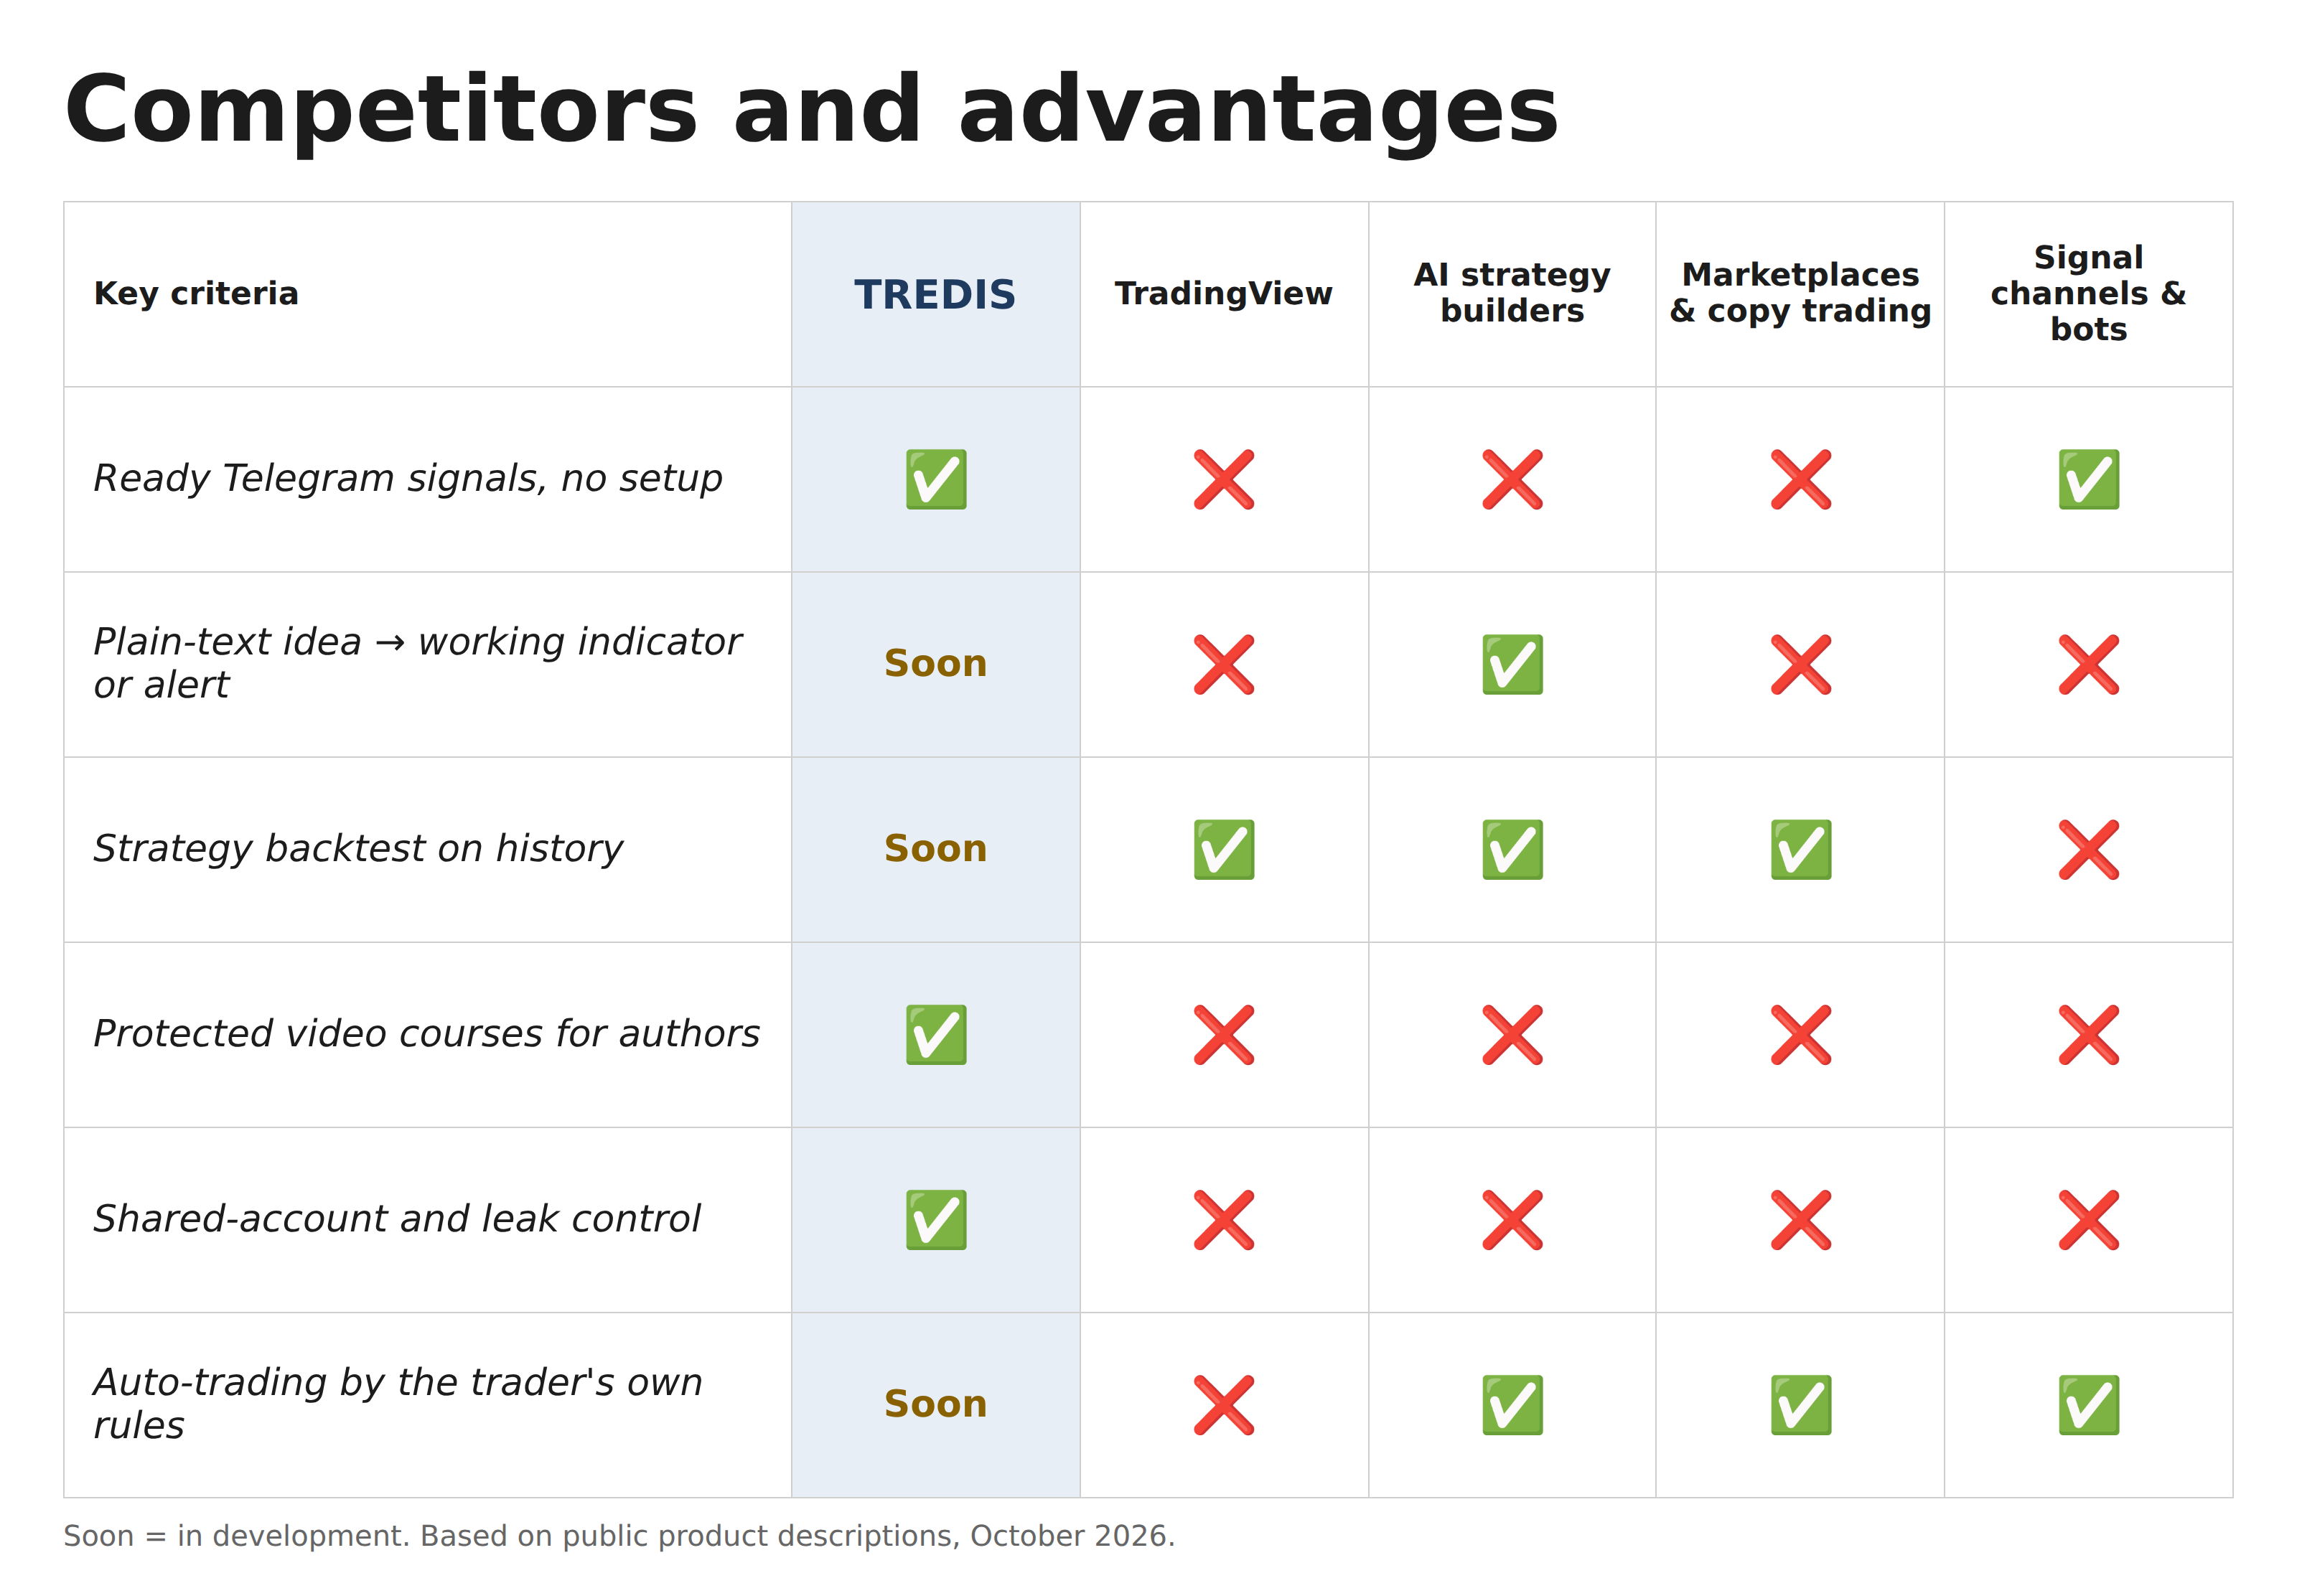 Competitors and advantages
Key criteria
TREDIS
TradingView
AI strategy
builders
Marketplaces
& copy trading
Signal
channels &
bots
Ready Telegram signals, no setup
✅ ❌ ❌ ❌ ✅
Plain-text idea → working indicator
or alert
Soon ❌ ✅ ❌ ❌
Strategy backtest on history
Soon ✅ ✅ ✅ ❌
Protected video courses for authors
✅ ❌ ❌ ❌ ❌
Shared-account and leak control
✅ ❌ ❌ ❌ ❌
Auto-trading by the trader's own
rules
Soon ❌ ✅ ✅ ✅
Soon = in development. Based on public product descriptions, October 2026.